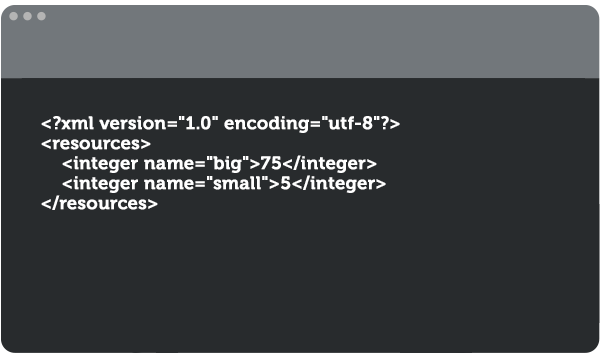 <?xml version="1.0" encoding="utf-8"?>
<resources>
<integer name="big">75</integer>
<integer name="small">5</integer>
</resources>